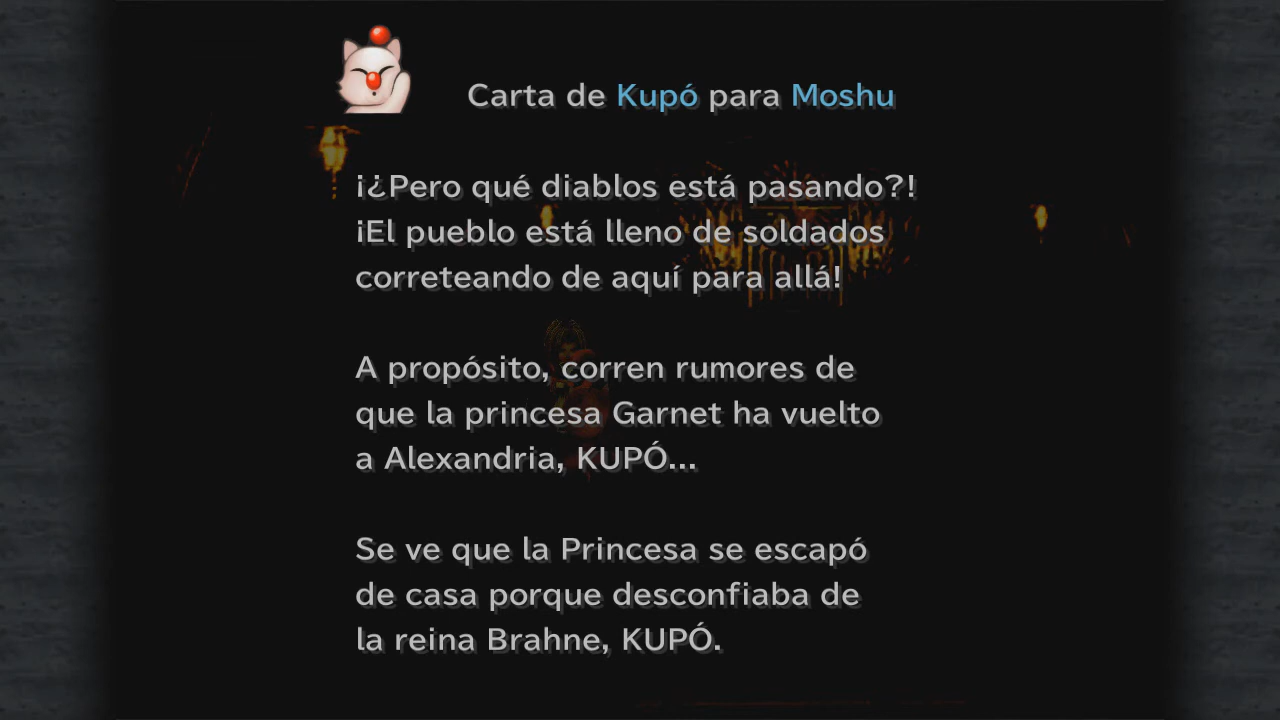 Carta de Kupó para Moshu
¡¿Pero qué diablos está pasando?!
¡El pueblo está lleno de soldados
correteando de aquí para allá!
A propósito, corren rumores de
que la princesa Garnet ha vuelto
a Alexandria, KUPÓ...
Se ve que la Princesa se escapó
de casa porque desconfiaba de
la reina Brahne, KUPÓ.